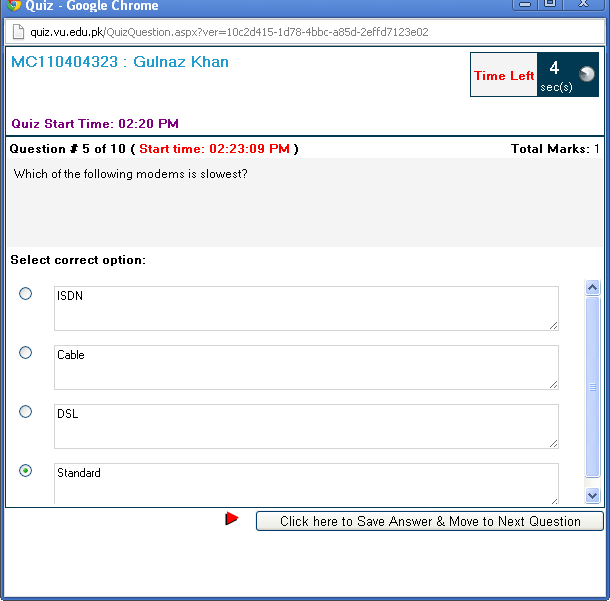 Quiz - Google Chrome
quiz.vu.edu.pk/QuizQuestion.aspx?ver=10c2d415-1d78-4bbc-a85d-2effd7123e02
MC110404323 : Gulnaz Khan
Time Left 4 sec(s)
Quiz Start Time: 02:20 PM
Question # 5 of 10 ( Start time: 02:23:09 PM ) Total Marks: 1
Which of the following modems is slowest?
Select correct option:
ISDN
Cable
DSL
Standard
Click here to Save Answer & Move to Next Question